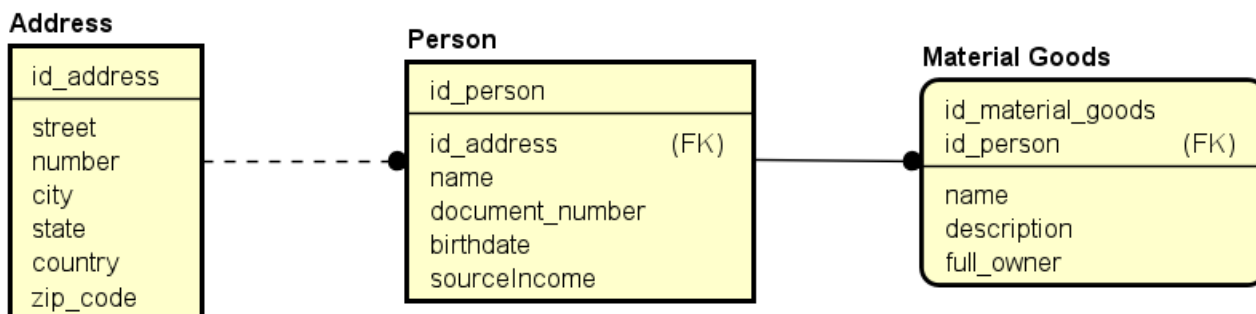 Address
id_address
street
number
city
state
country
zip_code
Person
id_person
id_address (FK)
name
document_number
birthdate
sourceIncome
Material Goods
id_material_goods
id_person (FK)
name
description
full_owner